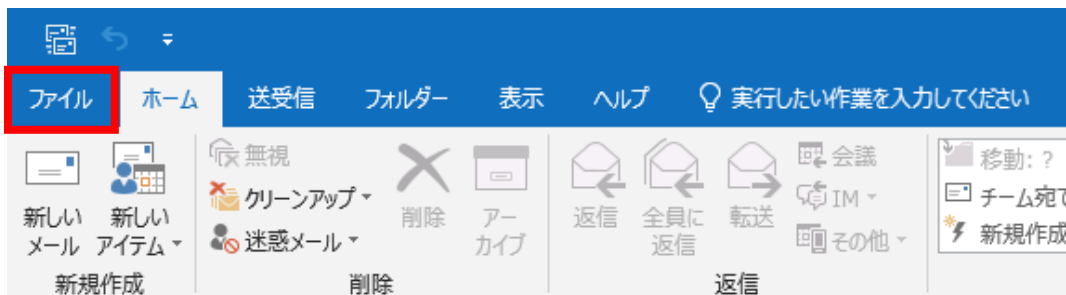 ファイル ホーム 送受信 フォルダー 表示 ヘルプ 実行したい作業を入力してください
新しい
メール
新しい
アイテム
新規作成
無視
クリーンアップ
迷惑メール
削除
アー
カイブ
削除
返信
全員に
返信
転送
会議
IM
その他
返信
移動: ?
チーム宛て
新規作成